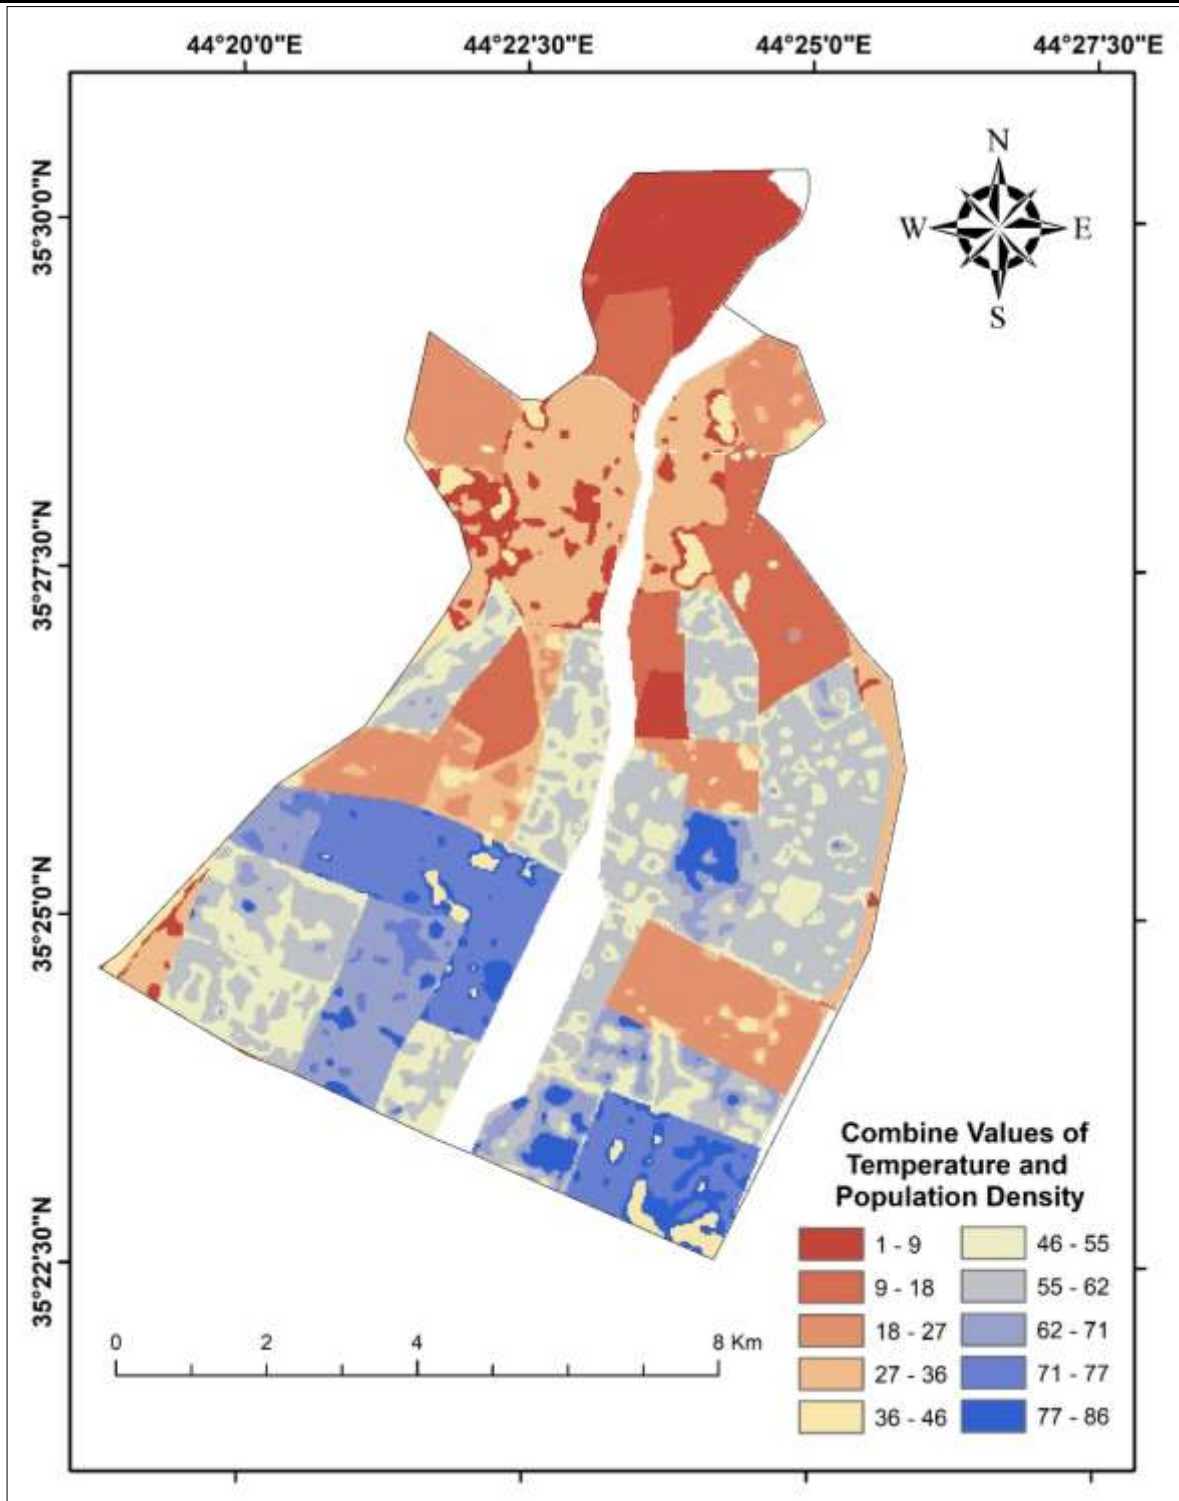 44°20'0"E 44°22'30"E 44°25'0"E 44°27'30"E
N
W E
S
35°30'0"N
35°27'30"N
35°25'0"N
35°22'30"N
Combine Values of
Temperature and
Population Density
1 - 9 46 - 55
9 - 18 55 - 62
18 - 27 62 - 71
27 - 36 71 - 77
36 - 46 77 - 86
0 2 4 8 Km